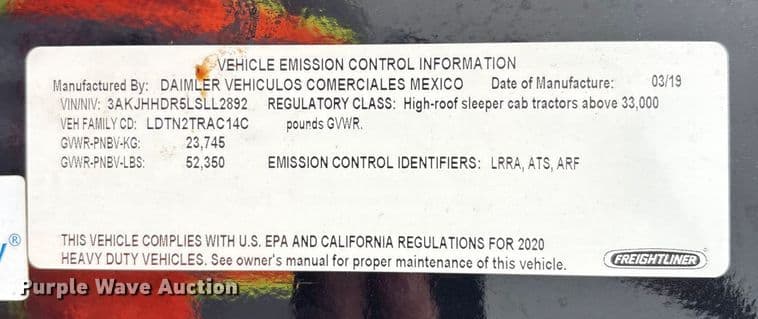 VEHICLE EMISSION CONTROL INFORMATION
Manufactured By: DAIMLER VEHICULOS COMERCIALES MEXICO Date of Manufacture: 03/19
VIN/NIV: 3AKJHHDR5LSLL2892 REGULATORY CLASS: High-roof sleeper cab tractors above 33,000
VEH FAMILY CD: LDTN2TRAC14C pounds GVWR.
GVWR-PNBV-KG: 23,745
GVWR-PNBV-LBS: 52,350 EMISSION CONTROL IDENTIFIERS: LRRA, ATS, ARF
THIS VEHICLE COMPLIES WITH U.S. EPA AND CALIFORNIA REGULATIONS FOR 2020
HEAVY DUTY VEHICLES. See owner's manual for proper maintenance of this vehicle.
FREIGHTLINER
®
Purple Wave Auction